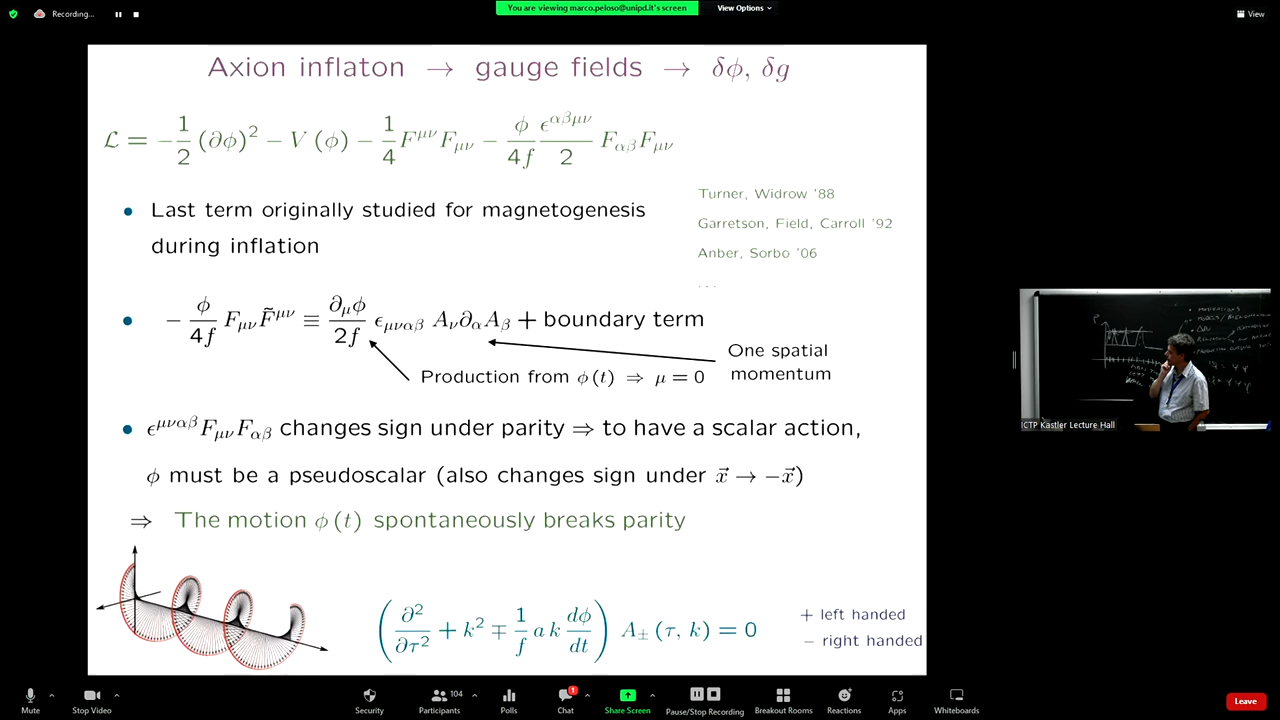 Recording...
You are viewing marco.peloso@unipd.it's screen
View Options
View
Axion inflaton → gauge fields → δϕ, δg
ℒ = −1/2 (∂ϕ)² − V (ϕ) − 1/4 F^{μν}F_{μν} − ϕ/4f ε^{αβμν}/2 F_{αβ}F_{μν}
• Last term originally studied for magnetogenesis
during inflation
Turner, Widrow '88
Garretson, Field, Carroll '92
Anber, Sorbo '06
...
• − ϕ/4f F_{μν}F̃^{μν} ≡ ∂_μϕ/2f ε_{μναβ} A_ν∂_αA_β + boundary term
One spatial
momentum
Production from ϕ(t) ⇒ μ = 0
• ε^{μναβ}F_{μν}F_{αβ} changes sign under parity ⇒ to have a scalar action,
ϕ must be a pseudoscalar (also changes sign under x⃗ → −x⃗)
⇒ The motion ϕ(t) spontaneously breaks parity
(∂²/∂τ² + k² ∓ 1/f a k dϕ/dt) A_±(τ, k) = 0
+ left handed
− right handed
ICTP Kastler Lecture Hall
Mute
Stop Video
Security
Participants
104
Polls
Chat
1
Share Screen
Pause/Stop Recording
Breakout Rooms
Reactions
Apps
Whiteboards
Leave